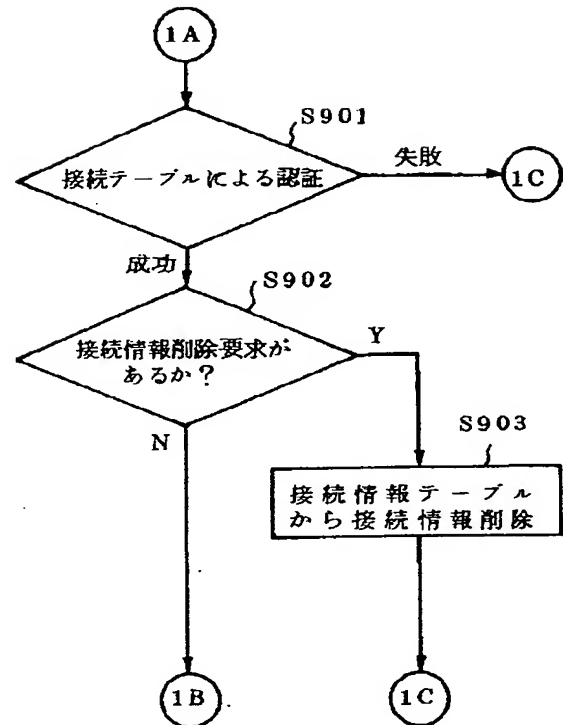 1A
S901
接続テーブルによる認証
失敗
1C
成功
S902
接続情報削除要求が
あるか？
Y
N
S903
接続情報テーブル
から接続情報削除
1B
1C